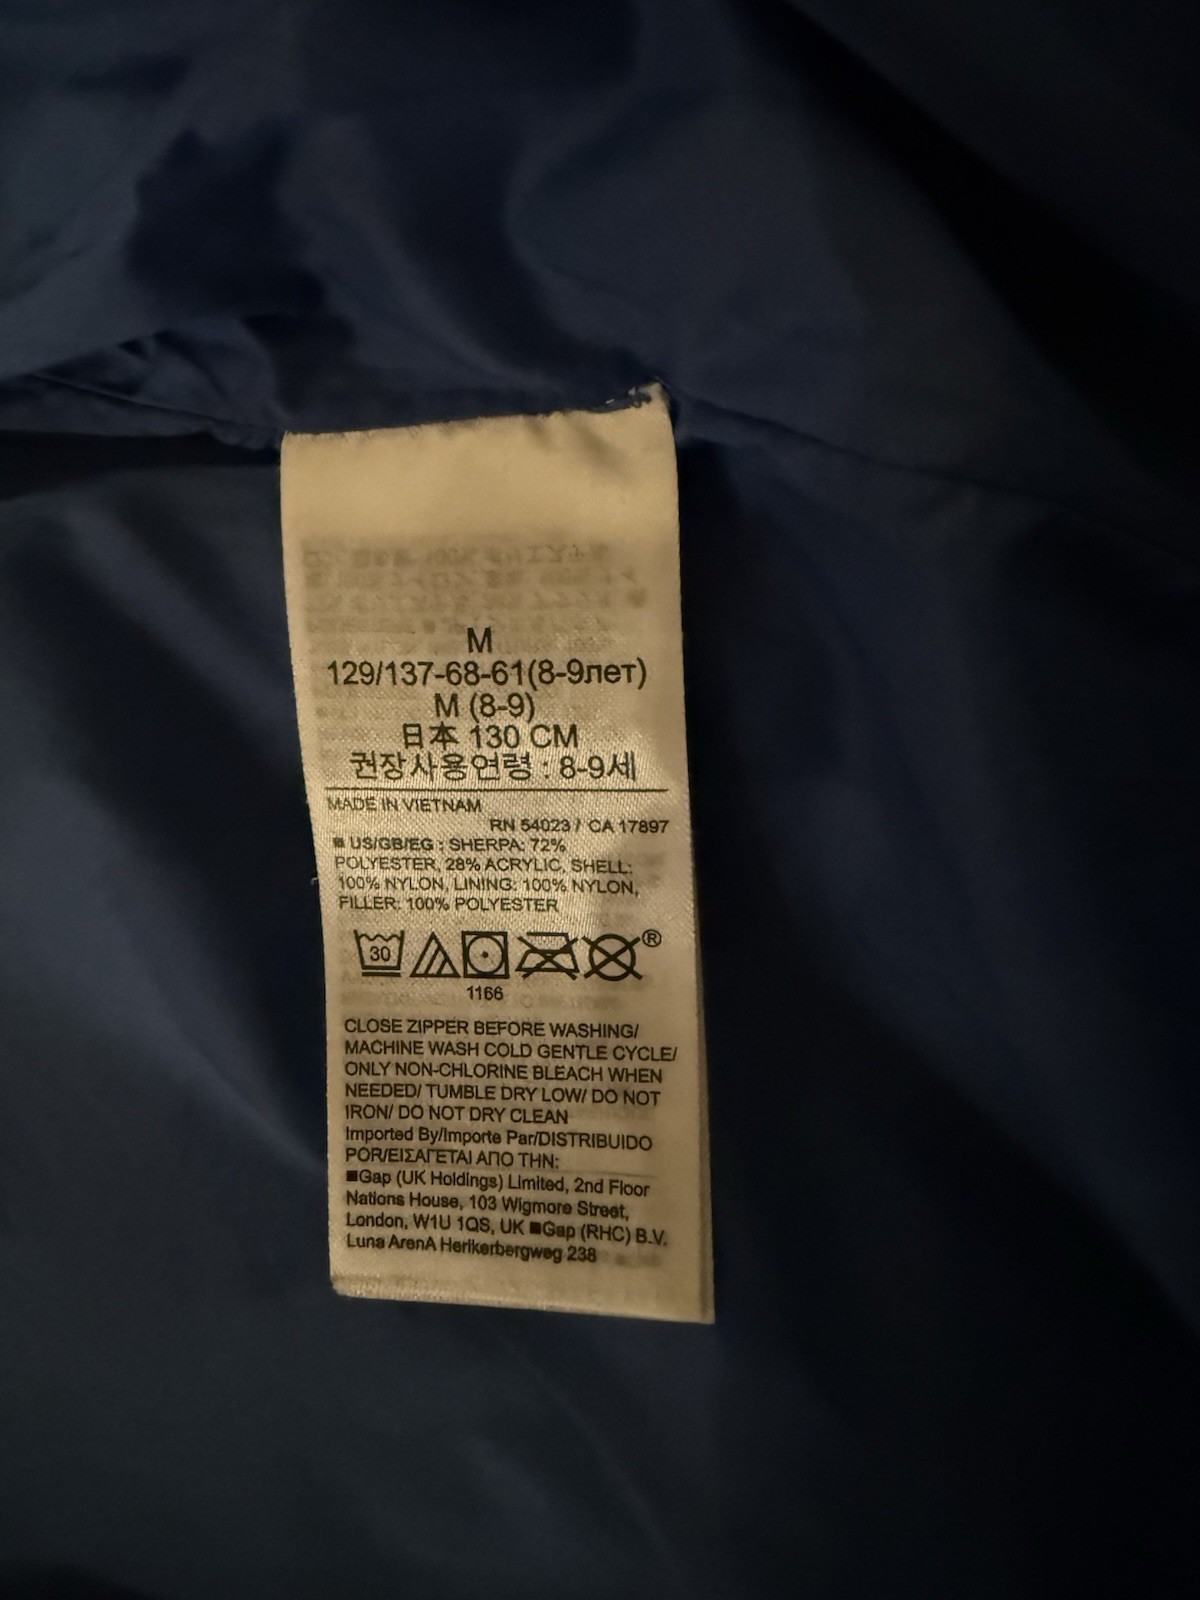 M
129/137-68-61(8-9лет)
M (8-9)
日本 130 CM
권장사용연령 : 8-9세
MADE IN VIETNAM
RN 54023 / CA 17897
■ US/GB/EG : SHERPA: 72%
POLYESTER, 28% ACRYLIC, SHELL:
100% NYLON, LINING: 100% NYLON,
FILLER: 100% POLYESTER
30 ®
1166
CLOSE ZIPPER BEFORE WASHING/
MACHINE WASH COLD GENTLE CYCLE/
ONLY NON-CHLORINE BLEACH WHEN
NEEDED/ TUMBLE DRY LOW/ DO NOT
IRON/ DO NOT DRY CLEAN
Imported By/Importe Par/DISTRIBUIDO
POR/ΕΙΣΑΓΕΤΑΙ ΑΠΟ ΤΗΝ:
■Gap (UK Holdings) Limited, 2nd Floor
Nations House, 103 Wigmore Street,
London, W1U 1QS, UK ■Gap (RHC) B.V.
Luna ArenA Herikerbergweg 238